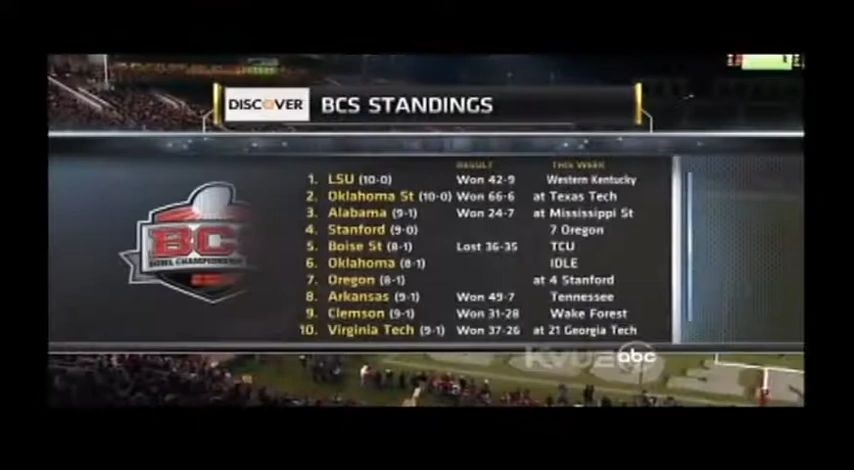 DISCOVER BCS STANDINGS
RESULT THIS WEEK
1. LSU (10-0) Won 42-9 Western Kentucky
2. Oklahoma St (10-0) Won 66-6 at Texas Tech
3. Alabama (9-1) Won 24-7 at Mississippi St
4. Stanford (9-0) 7 Oregon
5. Boise St (8-1) Lost 36-35 TCU
6. Oklahoma (8-1) IDLE
7. Oregon (8-1) at 4 Stanford
8. Arkansas (9-1) Won 49-7 Tennessee
9. Clemson (9-1) Won 31-28 Wake Forest
10. Virginia Tech (9-1) Won 37-26 at 21 Georgia Tech
BCS
BOWL CHAMPIONSHIP
KVUE abc